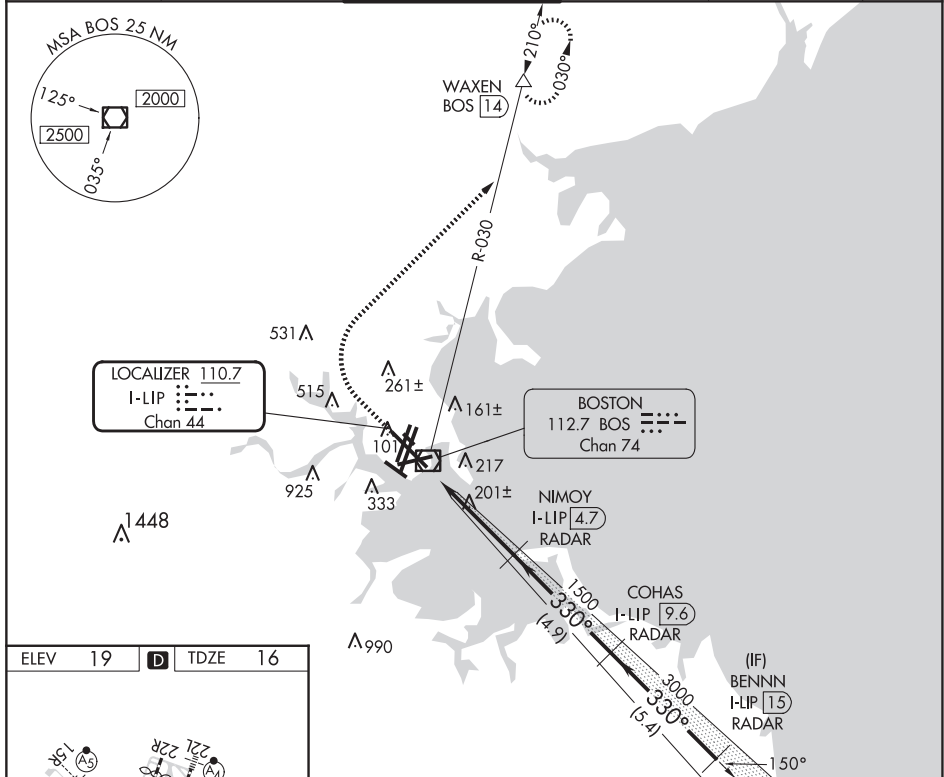 MSA BOS 25 NM
125°
2000
2500
035°
210°
030°
WAXEN
BOS 14
R-030
531
LOCALIZER 110.7
I-LIP
Chan 44
515
261±
161±
BOSTON
112.7 BOS
Chan 74
101
217
925
333
201±
1448
NIMOY
I-LIP 4.7
RADAR
1500
330°
(4.9)
COHAS
I-LIP 9.6
RADAR
990
3000
330°
(5.4)
(IF)
BENNN
I-LIP 15
RADAR
150°
ELEV 19 D TDZE 16
15R
A5
22R
22L
A4